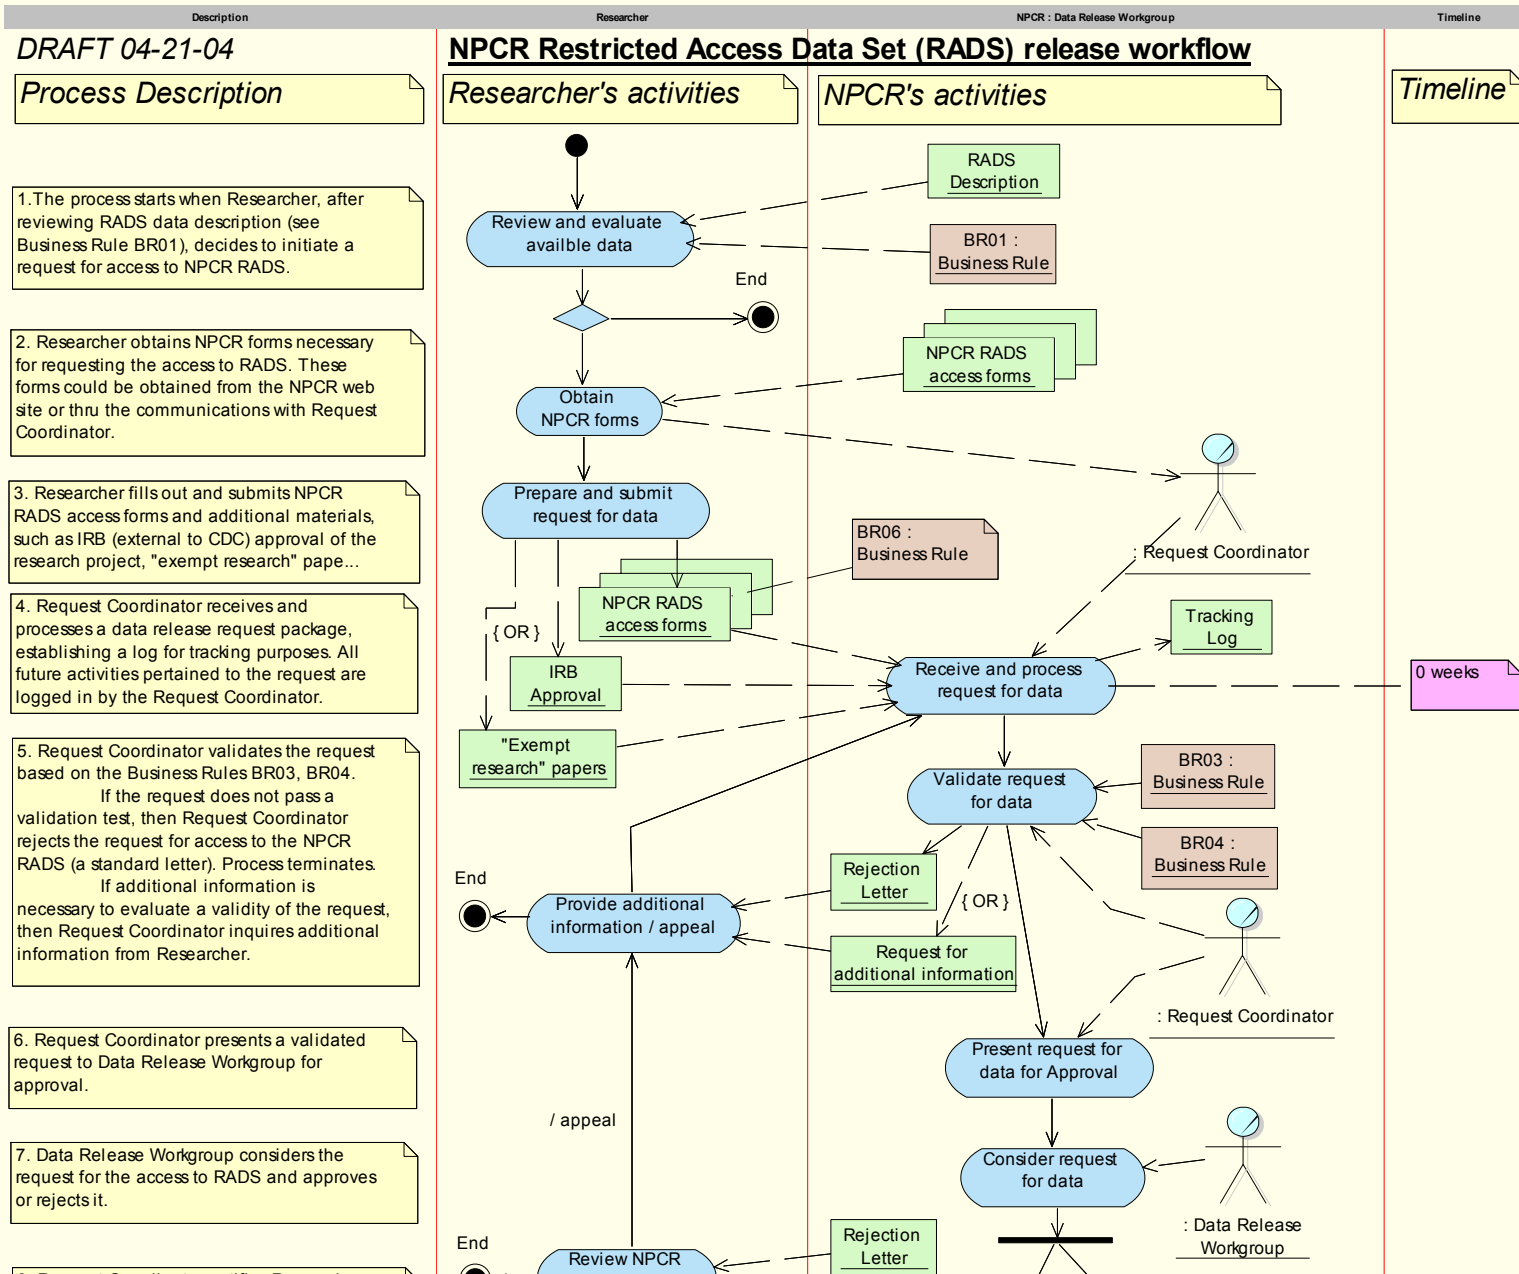 Description
Researcher
NPCR : Data Release Workgroup
Timeline
DRAFT 04-21-04
NPCR Restricted Access Data Set (RADS) release workflow
Process Description
Researcher's activities
NPCR's activities
Timeline
1.The process starts when Researcher, after
reviewing RADS data description (see
Business Rule BR01), decides to initiate a
request for access to NPCR RADS.
RADS
Description
Review and evaluate
availble data
BR01 :
Business Rule
End
2. Researcher obtains NPCR forms necessary
for requesting the access to RADS. These
forms could be obtained from the NPCR web
site or thru the communications with Request
Coordinator.
NPCR RADS
access forms
Obtain
NPCR forms
3. Researcher fills out and submits NPCR
RADS access forms and additional materials,
such as IRB (external to CDC) approval of the
research project, "exempt research" pape...
Prepare and submit
request for data
BR06 :
Business Rule
: Request Coordinator
4. Request Coordinator receives and
processes a data release request package,
establishing a log for tracking purposes. All
future activities pertained to the request are
logged in by the Request Coordinator.
NPCR RADS
access forms
{ OR }
IRB
Approval
Tracking
Log
Receive and process
request for data
0 weeks
"Exempt
research" papers
5. Request Coordinator validates the request
based on the Business Rules BR03, BR04.
If the request does not pass a
validation test, then Request Coordinator
rejects the request for access to the NPCR
RADS (a standard letter). Process terminates.
If additional information is
necessary to evaluate a validity of the request,
then Request Coordinator inquires additional
information from Researcher.
Validate request
for data
BR03 :
Business Rule
BR04 :
Business Rule
Rejection
Letter
{ OR }
End
Provide additional
information / appeal
Request for
additional information
: Request Coordinator
6. Request Coordinator presents a validated
request to Data Release Workgroup for
approval.
Present request for
data for Approval
/ appeal
7. Data Release Workgroup considers the
request for the access to RADS and approves
or rejects it.
Consider request
for data
: Data Release
Workgroup
End
Review NPCR
Rejection
Letter